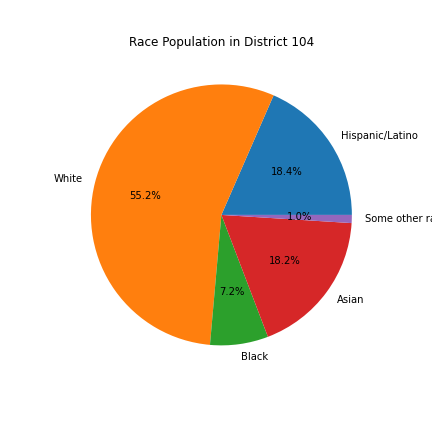 Race Population in District 104
Hispanic/Latino
18.4%
White
55.2%
Black
7.2%
Asian
18.2%
Some other
1.0%